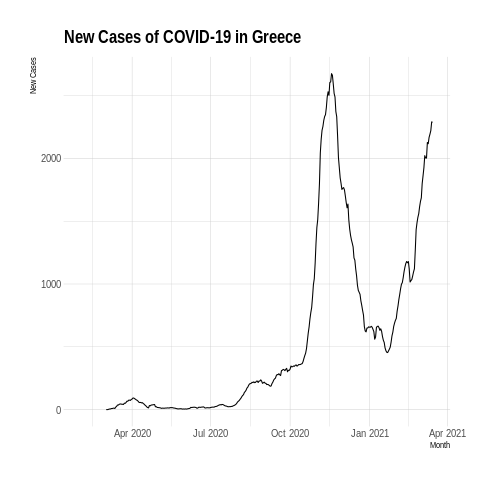 New Cases of COVID-19 in Greece
New Cases
2000
1000
0
Apr 2020 Jul 2020 Oct 2020 Jan 2021 Apr 2021
Month